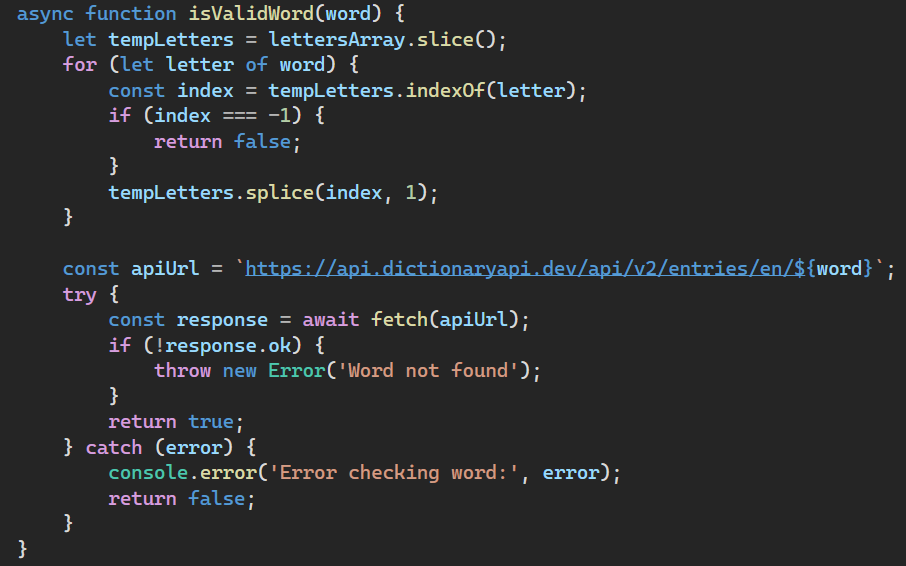 async function isValidWord(word) {
    let tempLetters = lettersArray.slice();
    for (let letter of word) {
        const index = tempLetters.indexOf(letter);
        if (index === -1) {
            return false;
        }
        tempLetters.splice(index, 1);
    }

    const apiUrl = `https://api.dictionaryapi.dev/api/v2/entries/en/${word}`;
    try {
        const response = await fetch(apiUrl);
        if (!response.ok) {
            throw new Error('Word not found');
        }
        return true;
    } catch (error) {
        console.error('Error checking word:', error);
        return false;
    }
}